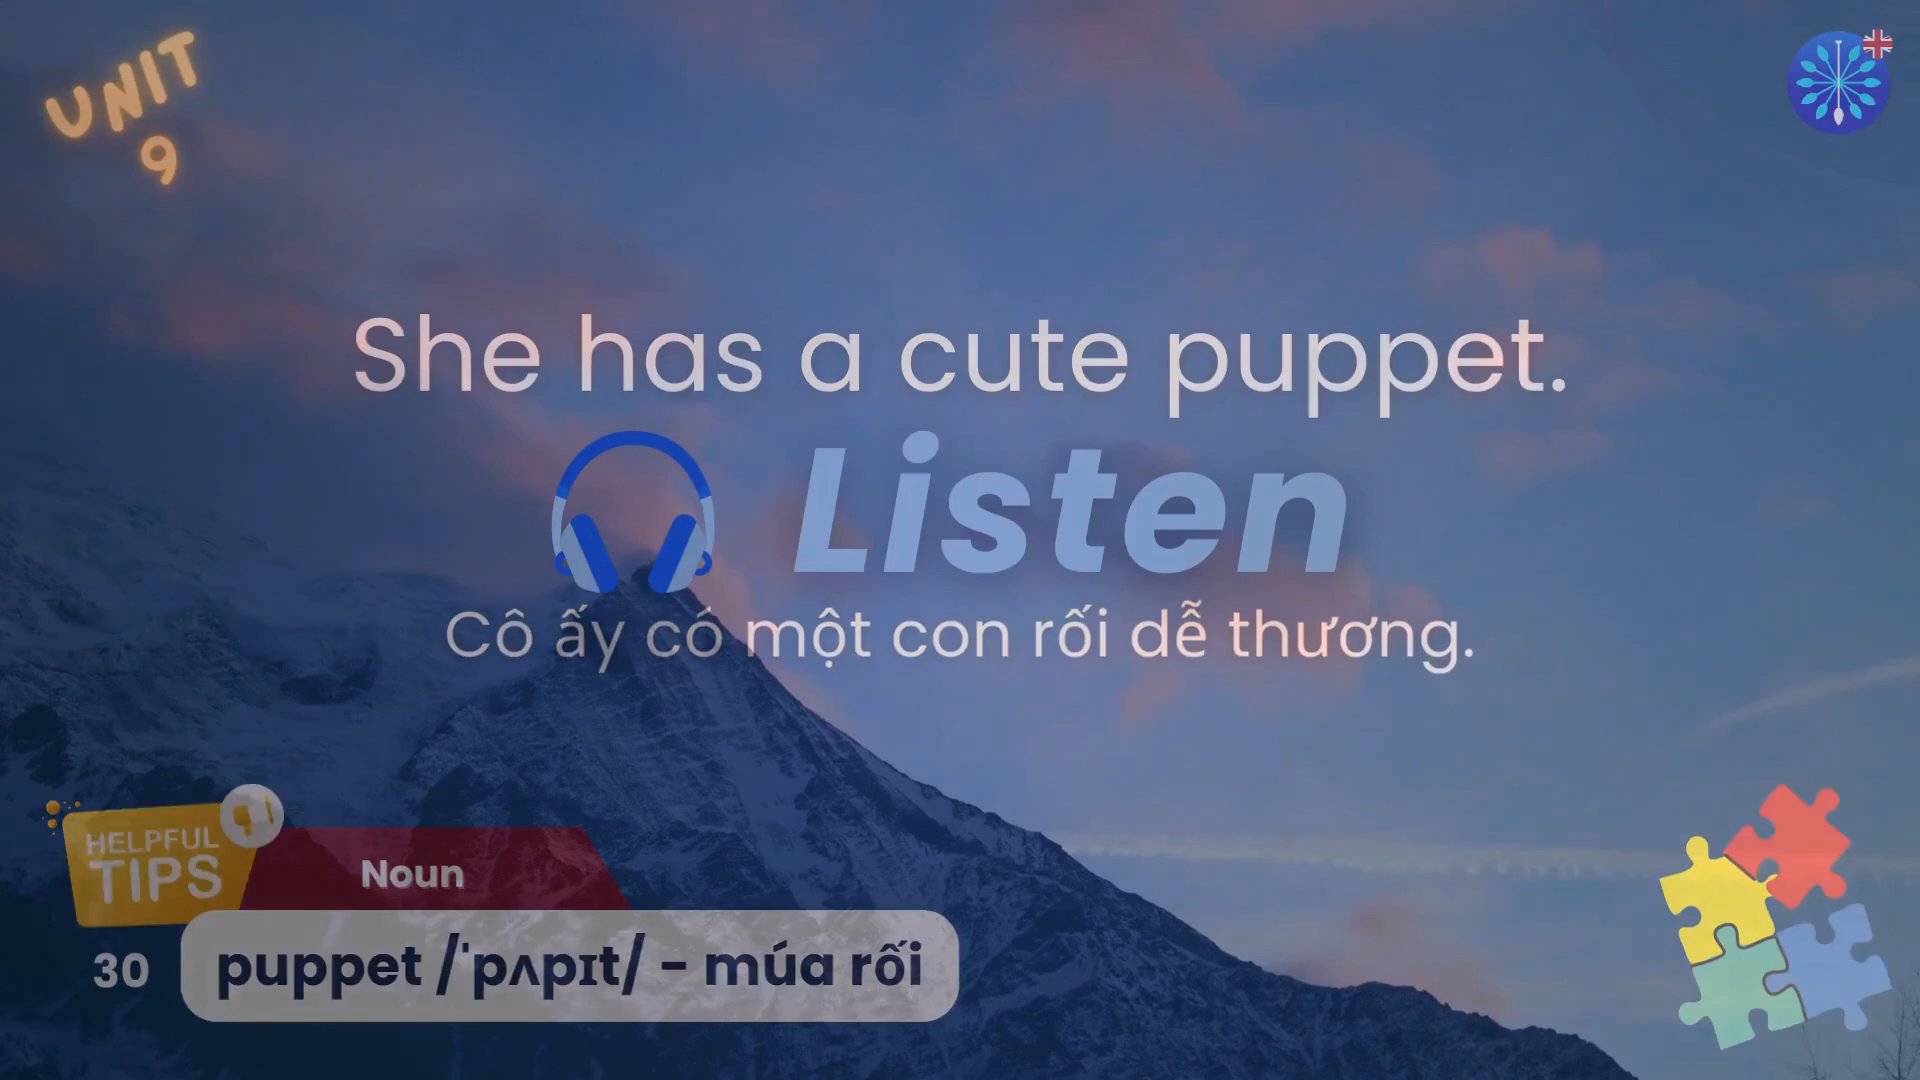 UNIT
9
She has a cute puppet.
Listen
Cô ấy có một con rối dễ thương.
HELPFUL
TIPS
Noun
30
puppet /ˈpʌpɪt/ - múa rối